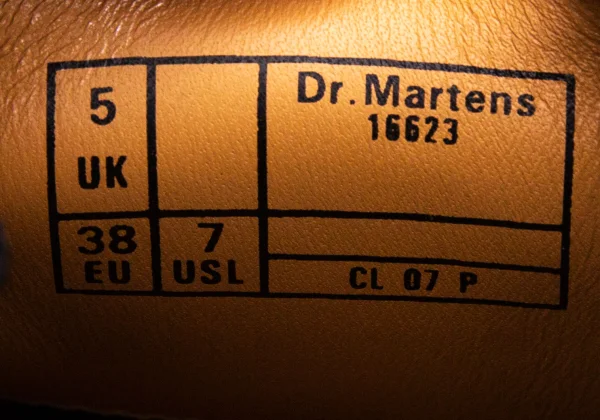 5
UK
38
EU
7
USL
Dr. Martens
16623
CL 07 P